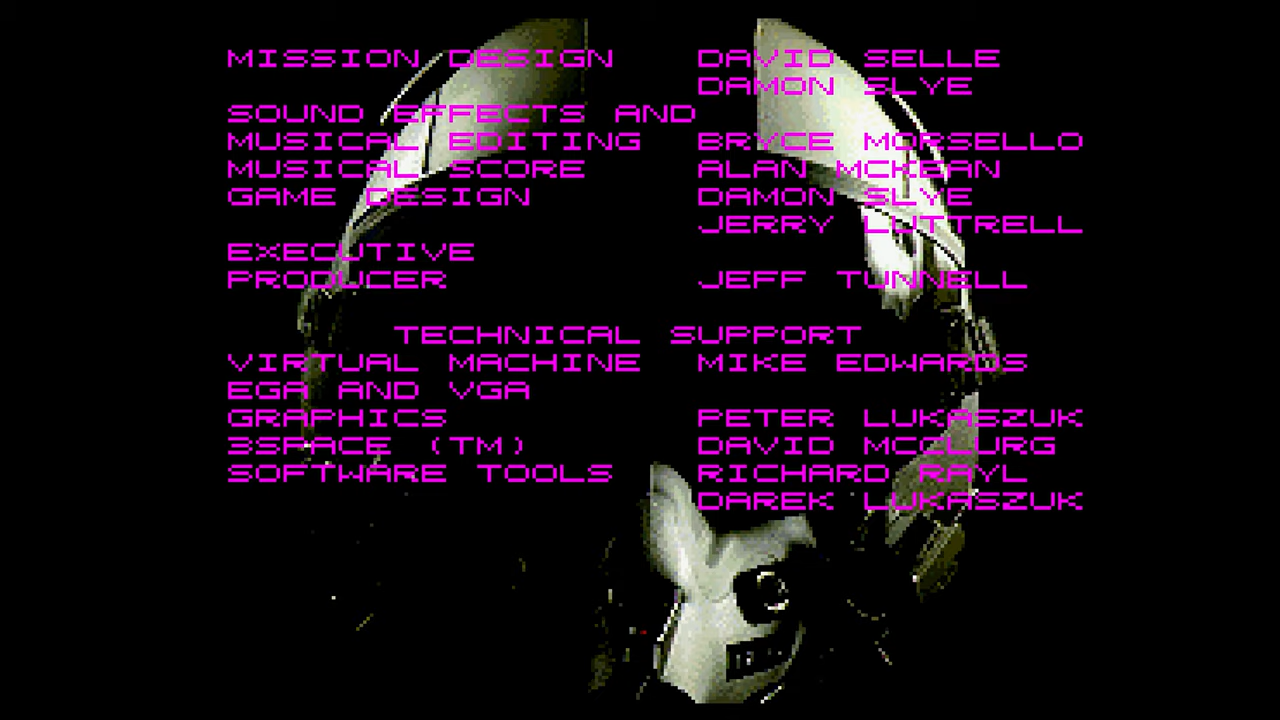 MISSION DESIGN DAVID SELLE
DAMON SLYE
SOUND EFFECTS AND
MUSICAL EDITING BRYCE MORSELLO
MUSICAL SCORE ALAN MCKEAN
GAME DESIGN DAMON SLYE
JERRY LUTTRELL
EXECUTIVE
PRODUCER JEFF TUNNELL
TECHNICAL SUPPORT
VIRTUAL MACHINE MIKE EDWARDS
EGA AND VGA
GRAPHICS PETER LUKASZUK
3SPACE (TM) DAVID MCCLURG
SOFTWARE TOOLS RICHARD RAYL
DAREK LUKASZUK